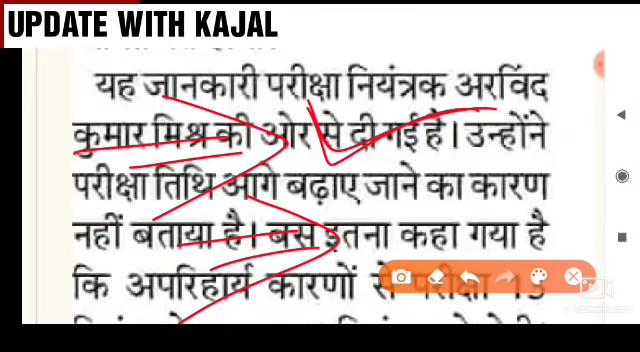 UPDATE WITH KAJAL
यह जानकारी परीक्षा नियंत्रक अरविंद
कुमार मिश्र की ओर से दी गई है। उन्होंने
परीक्षा तिथि आगे बढ़ाए जाने का कारण
नहीं बताया है। बस इतना कहा गया है
कि अपरिहार्य कारणों से परीक्षा 13